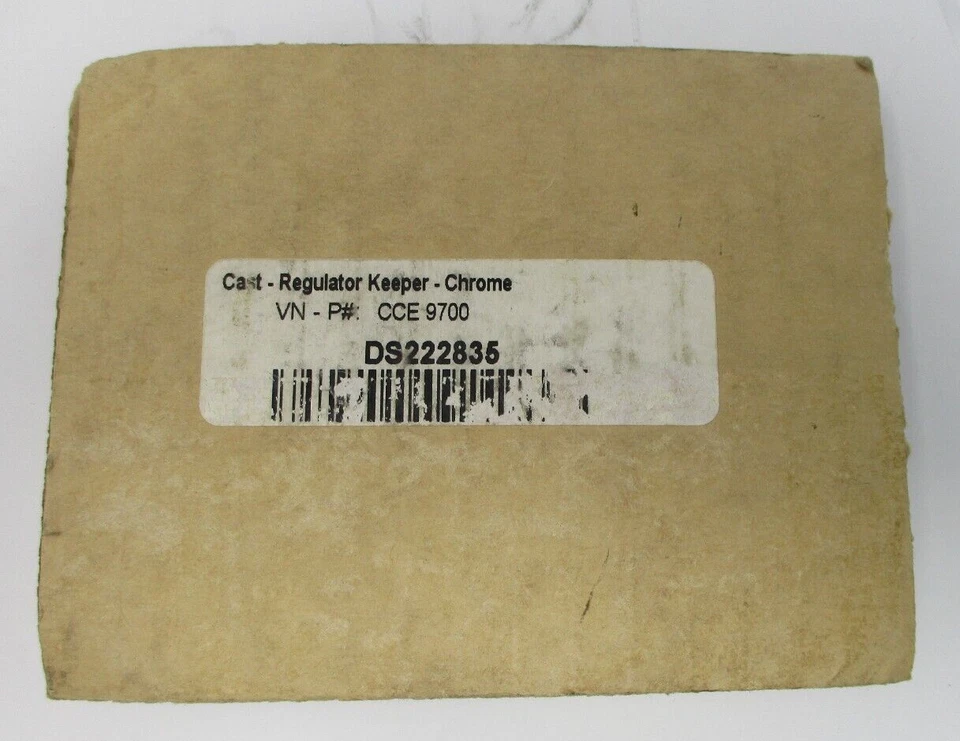 Cast - Regulator Keeper - Chrome
VN - P#: CCE 9700
DS222835